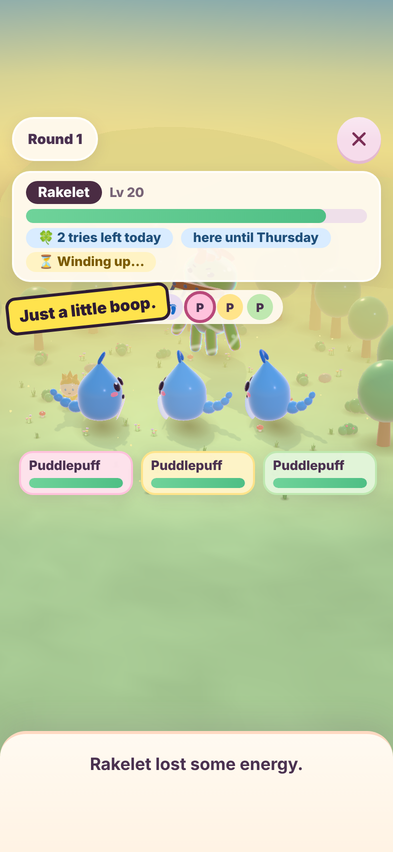 Round 1
Rakelet Lv 20
🍀 2 tries left today here until Thursday
⏳ Winding up...
Just a little boop.
P P P
Puddlepuff Puddlepuff Puddlepuff
Rakelet lost some energy.